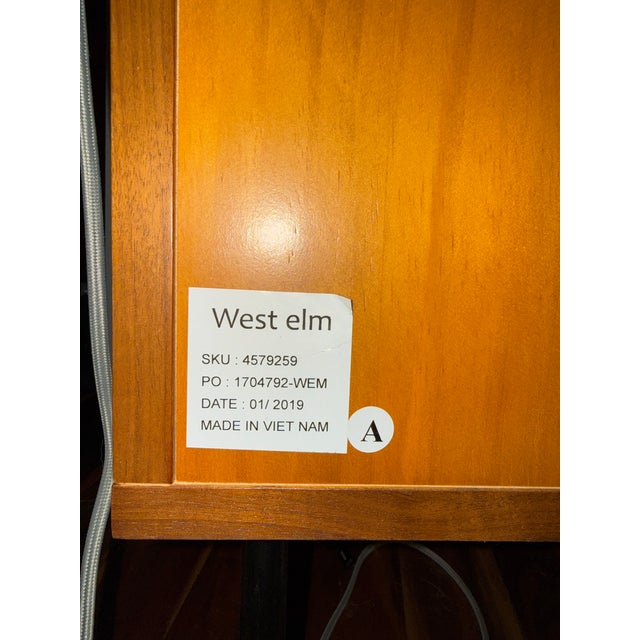 West elm
SKU : 4579259
PO : 1704792-WEM
DATE : 01/ 2019
MADE IN VIET NAM
A